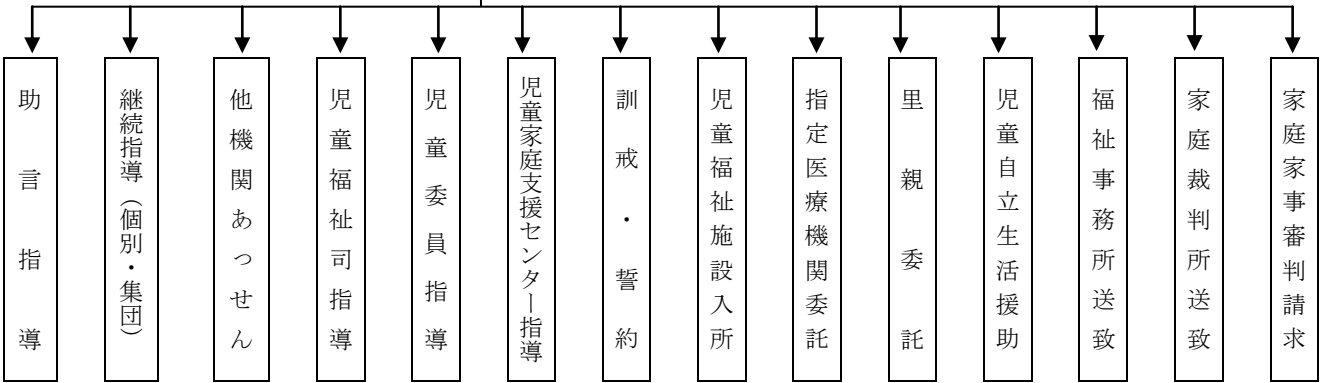 助言指導
継続指導（個別・集団）
他機関あっせん
児童福祉司指導
児童委員指導
児童家庭支援センター指導
訓戒・誓約
児童福祉施設入所
指定医療機関委託
里親委託
児童自立生活援助
福祉事務所送致
家庭裁判所送致
家庭家事審判請求